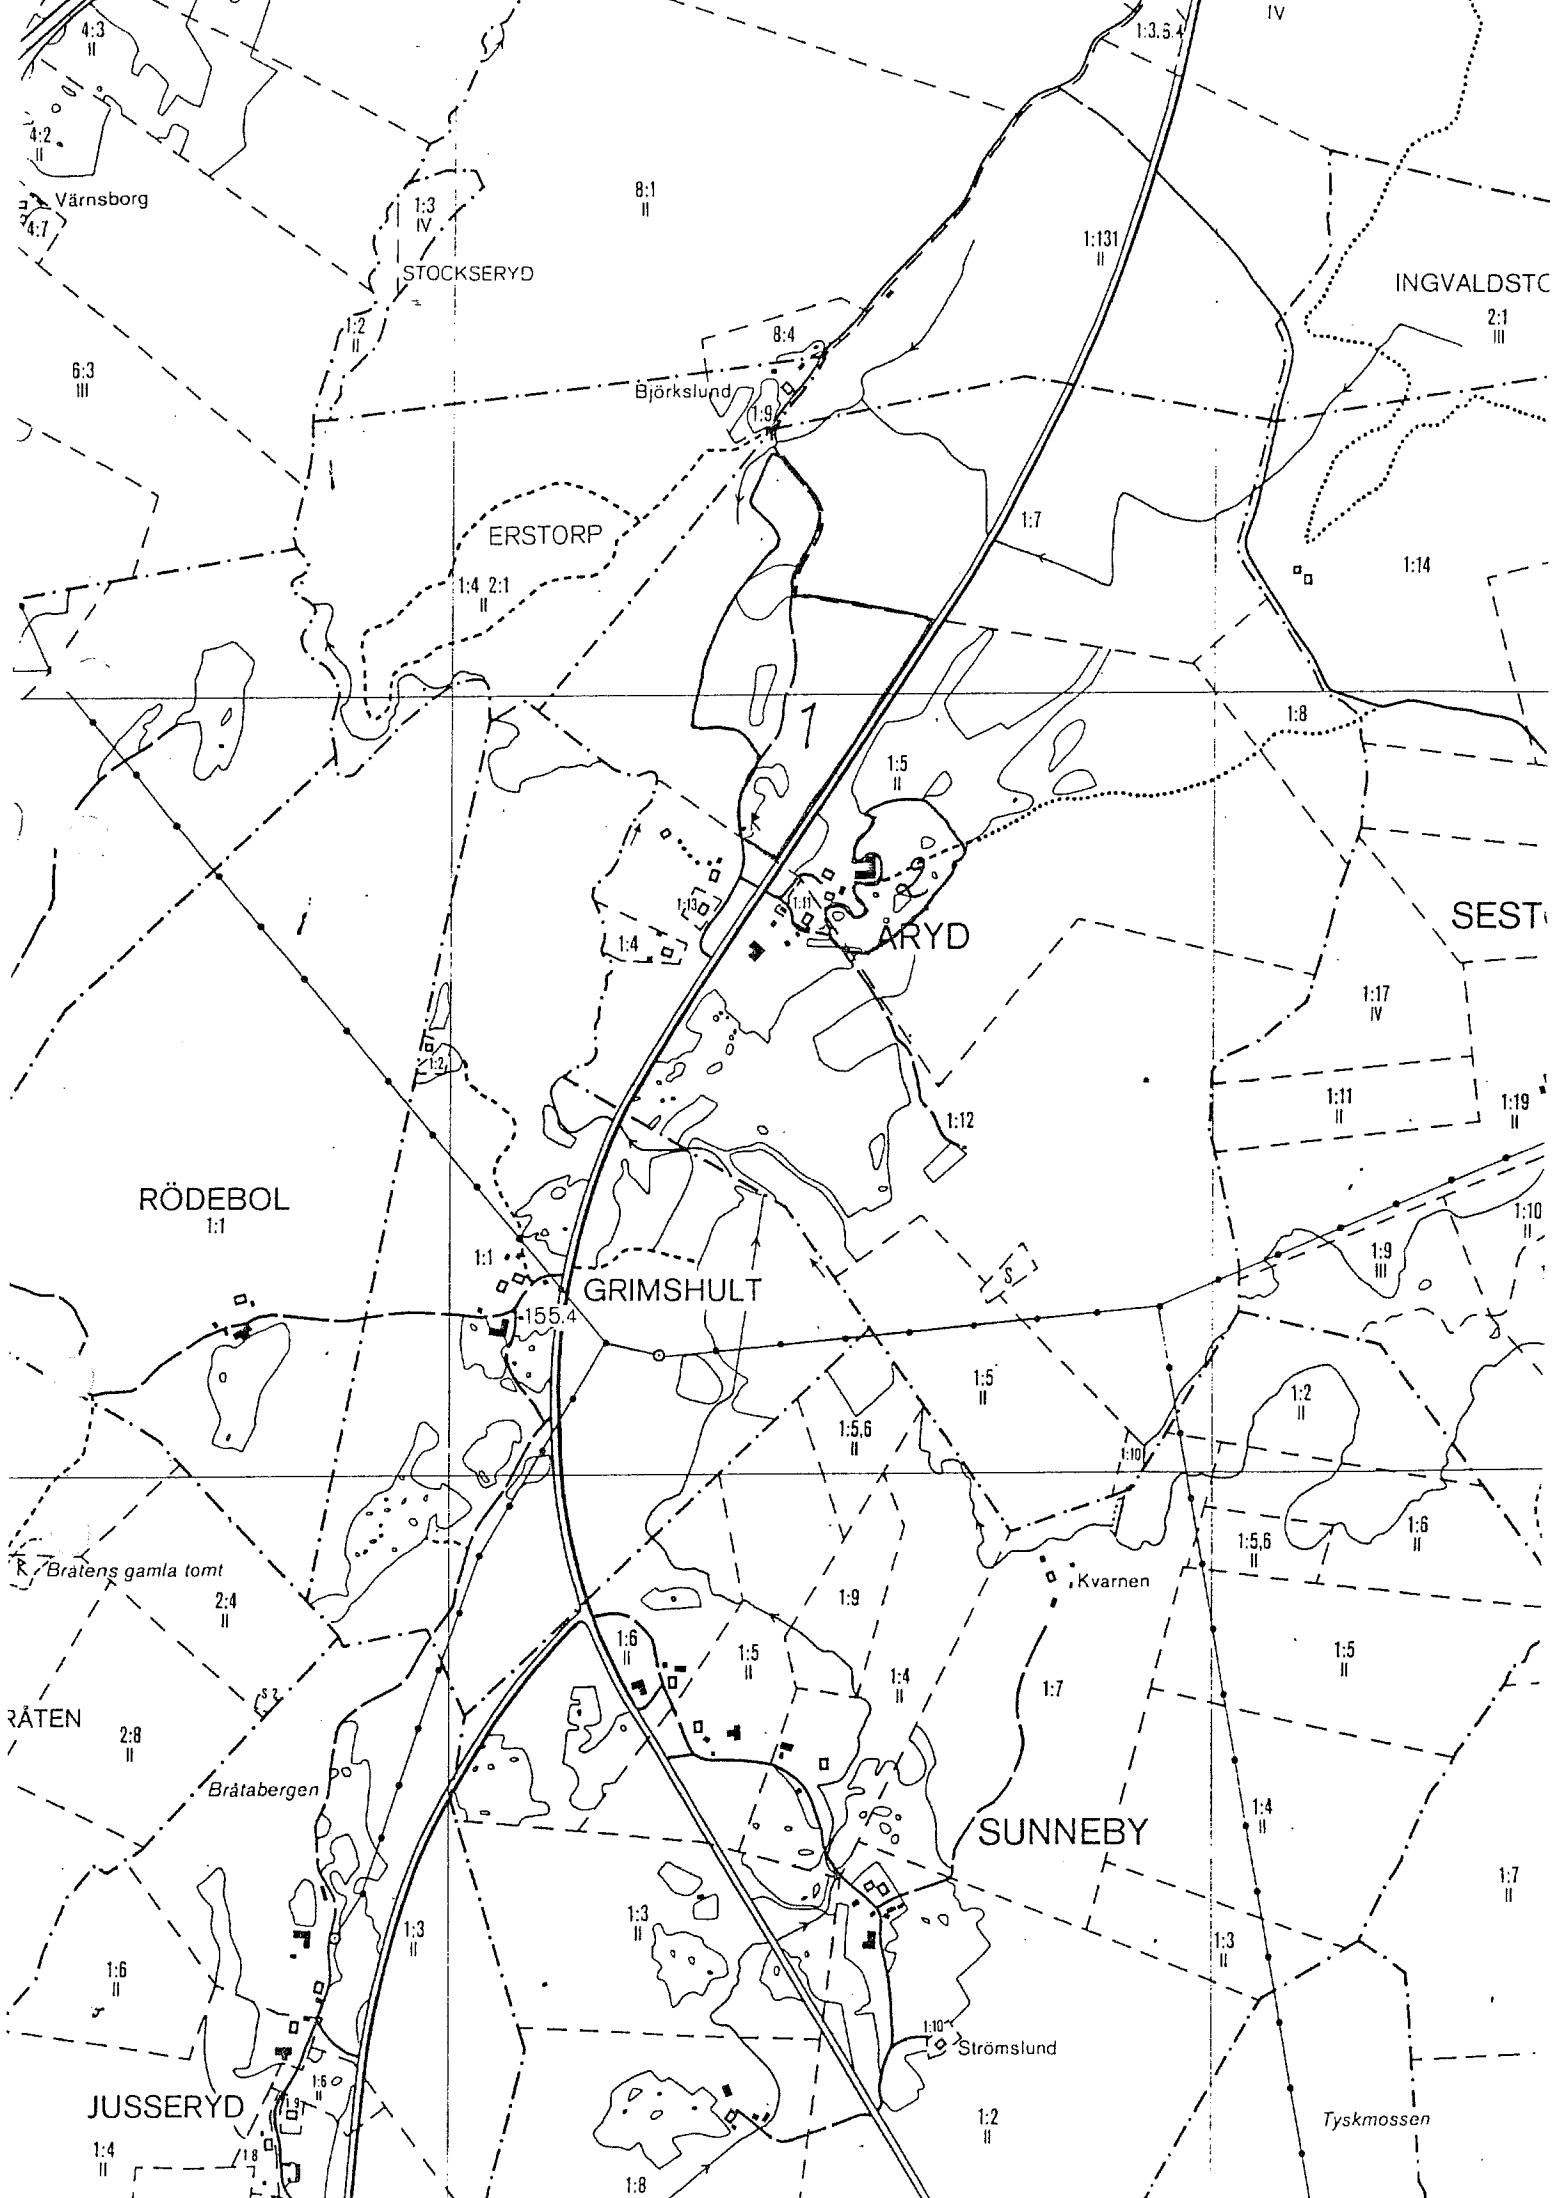 4:3
II
1:3.6.4
IV
4:2
II
Värnsborg
4:7
1:3
IV
8:1
II
1:131
II
STOCKSERYD
INGVALDSTO
2:1
III
1:2
II
8:4
6:3
III
Björkslund
1:9
1:7
ERSTORP
1:4 2:1
II
1:14
1:8
1
1:5
II
1:13
1:11
1:4
ÅRYD
SEST
1:17
IV
1:2
1:11
II
1:19
II
1:12
RÖDEBOL
1:1
1:10
II
1:1
1:9
III
S
GRIMSHULT
155.4
1:5
II
1:2
II
1:5,6
II
1:10
1:6
II
1:5,6
II
R
Bråtens gamla tomt
Kvarnen
2:4
II
1:9
1:6
II
1:5
II
1:4
II
1:7
1:5
II
S 2
RÅTEN
2:8
II
Bråtabergen
1:4
II
SUNNEBY
1:7
II
1:3
II
1:3
II
1:3
II
1:6
II
1:10
Strömslund
1:6
II
JUSSERYD
1:9
1:2
II
Tyskmossen
1:4
II
1:8
1:8